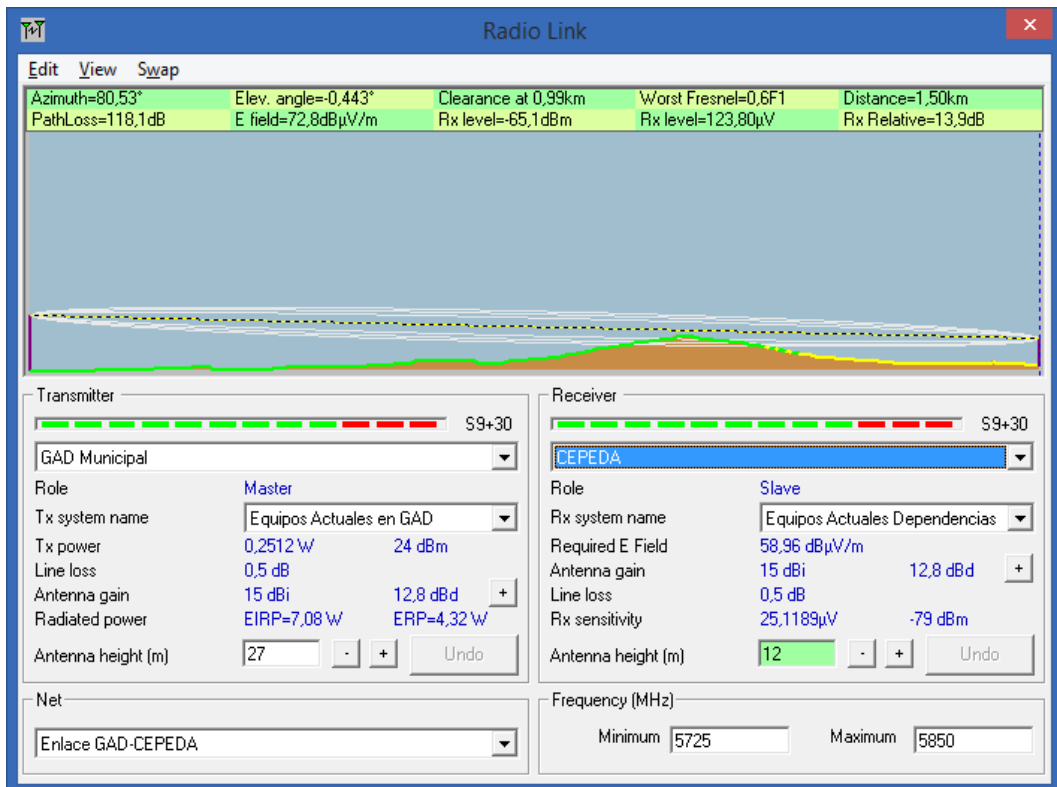 Radio Link
Edit View Swap
Azimuth=80,53° Elev. angle=-0,443° Clearance at 0,99km Worst Fresnel=0,6F1 Distance=1,50km
PathLoss=118,1dB E field=72,8dBµV/m Rx level=-65,1dBm Rx level=123,80µV Rx Relative=13,9dB
Transmitter
S9+30
GAD Municipal
Role Master
Tx system name Equipos Actuales en GAD
Tx power 0,2512 W 24 dBm
Line loss 0,5 dB
Antenna gain 15 dBi 12,8 dBd +
Radiated power EIRP=7,08 W ERP=4,32 W
Antenna height (m) 27 - + Undo
Net
Enlace GAD-CEPEDA
Receiver
S9+30
CEPEDA
Role Slave
Rx system name Equipos Actuales Dependencias
Required E Field 58,96 dBµV/m
Antenna gain 15 dBi 12,8 dBd +
Line loss 0,5 dB
Rx sensitivity 25,1189µV -79 dBm
Antenna height (m) 12 - + Undo
Frequency (MHz)
Minimum 5725 Maximum 5850